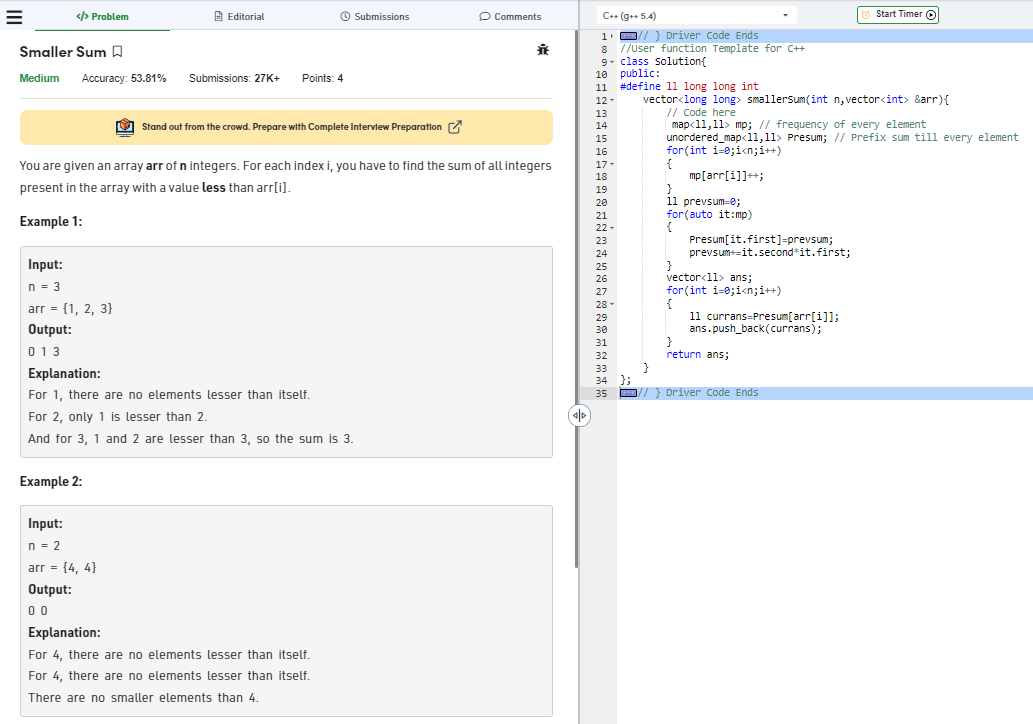 Problem
Editorial
Submissions
Comments
Smaller Sum
Medium Accuracy: 53.81% Submissions: 27K+ Points: 4
Stand out from the crowd. Prepare with Complete Interview Preparation
You are given an array arr of n integers. For each index i, you have to find the sum of all integers
present in the array with a value less than arr[i].
Example 1:
Input:
n = 3
arr = {1, 2, 3}
Output:
0 1 3
Explanation:
For 1, there are no elements lesser than itself.
For 2, only 1 is lesser than 2.
And for 3, 1 and 2 are lesser than 3, so the sum is 3.
Example 2:
Input:
n = 2
arr = {4, 4}
Output:
0 0
Explanation:
For 4, there are no elements lesser than itself.
For 4, there are no elements lesser than itself.
There are no smaller elements than 4.
C++ (g++ 5.4)
Start Timer
1 // } Driver Code Ends
8 //User function Template for C++
9 class Solution{
10 public:
11 #define ll long long int
12 vector<long long> smallerSum(int n,vector<int> &arr){
13 // Code here
14 map<ll,ll> mp; // frequency of every element
15 unordered_map<ll,ll> Presum; // Prefix sum till every element
16 for(int i=0;i<n;i++)
17 {
18 mp[arr[i]]++;
19 }
20 ll prevsum=0;
21 for(auto it:mp)
22 {
23 Presum[it.first]=prevsum;
24 prevsum+=it.second*it.first;
25 }
26 vector<ll> ans;
27 for(int i=0;i<n;i++)
28 {
29 ll currans=Presum[arr[i]];
30 ans.push_back(currans);
31 }
32 return ans;
33 }
34 };
35 // } Driver Code Ends